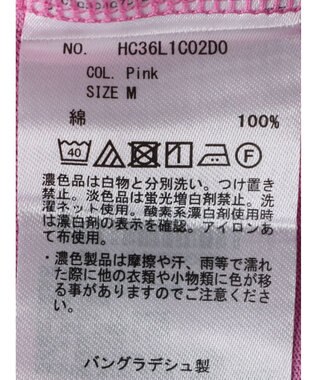 NO. HC36L1C02D0
COL. Pink
SIZE M
綿 100%
40 F
濃色品は白物と分別洗い。つけ置き
禁止。淡色品は蛍光増白剤禁止。洗
濯ネット使用。酸素系漂白剤使用時
は漂白剤の表示を確認。アイロンあ
て布使用。
・濃色製品は摩擦や汗、雨等で濡れ
た際に他の衣類や小物類に色が移
る事がありますのでご注意くださ
い。
バングラデシュ製